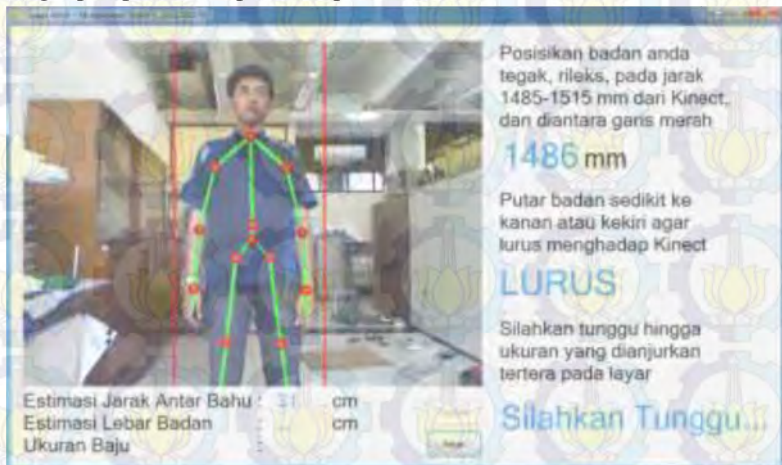 Posisikan badan anda
tegak, rileks, pada jarak
1485-1515 mm dari Kinect,
dan diantara garis merah
1486 mm
Putar badan sedikit ke
kanan atau kekiri agar
lurus menghadap Kinect
LURUS
Silahkan tunggu hingga
ukuran yang dianjurkan
tertera pada layar
Silahkan Tunggu...
Estimasi Jarak Antar Bahu : cm
Estimasi Lebar Badan : cm
Ukuran Baju :